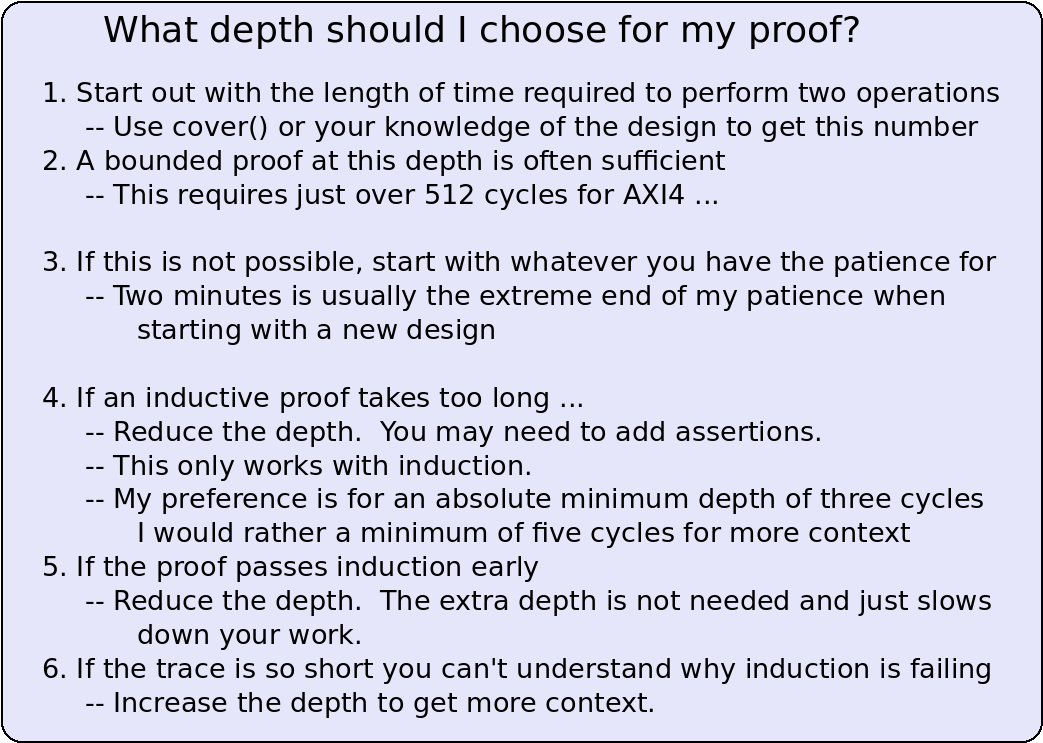 What depth should I choose for my proof?
1. Start out with the length of time required to perform two operations
-- Use cover() or your knowledge of the design to get this number
2. A bounded proof at this depth is often sufficient
-- This requires just over 512 cycles for AXI4 ...
3. If this is not possible, start with whatever you have the patience for
-- Two minutes is usually the extreme end of my patience when
starting with a new design
4. If an inductive proof takes too long ...
-- Reduce the depth.  You may need to add assertions.
-- This only works with induction.
-- My preference is for an absolute minimum depth of three cycles
I would rather a minimum of five cycles for more context
5. If the proof passes induction early
-- Reduce the depth.  The extra depth is not needed and just slows
down your work.
6. If the trace is so short you can't understand why induction is failing
-- Increase the depth to get more context.